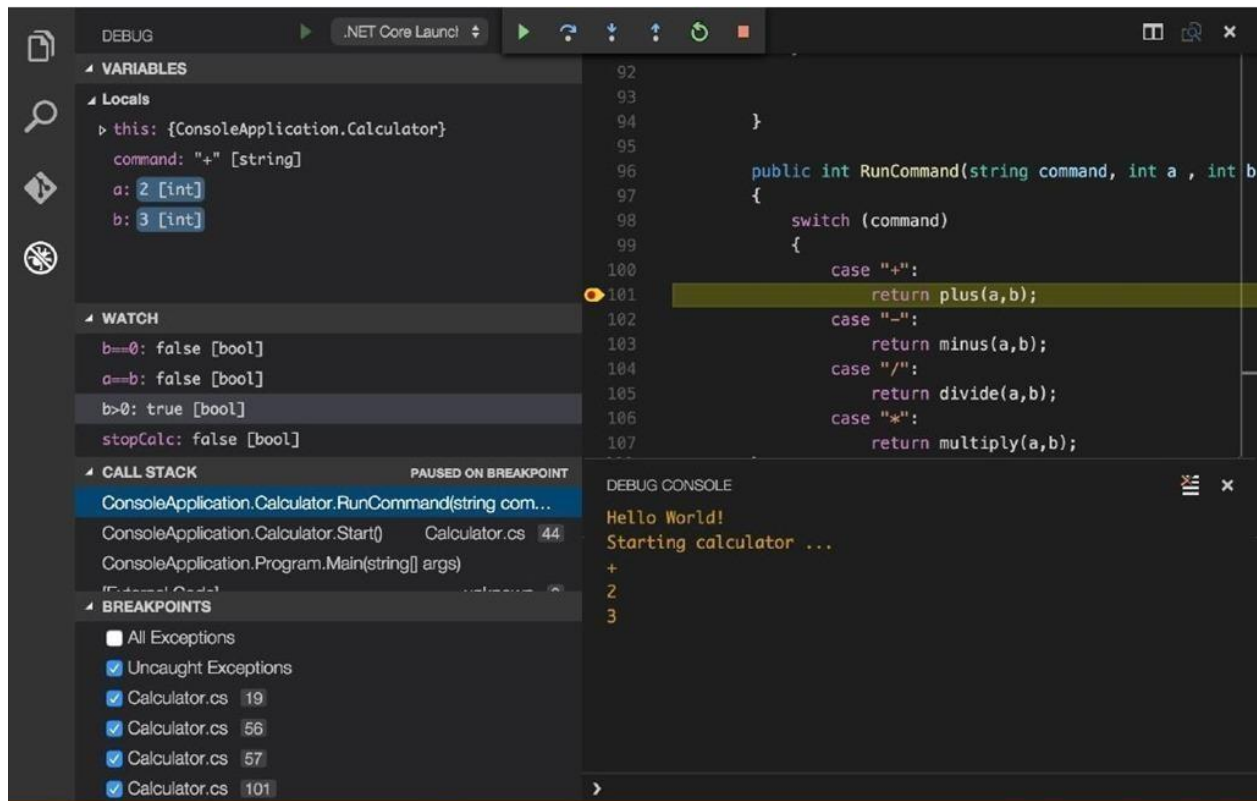 DEBUG
.NET Core Launcl
VARIABLES
Locals
this: {ConsoleApplication.Calculator}
command: "+" [string]
a: 2 [int]
b: 3 [int]
WATCH
b==0: false [bool]
a==b: false [bool]
b>0: true [bool]
stopCalc: false [bool]
CALL STACK PAUSED ON BREAKPOINT
ConsoleApplication.Calculator.RunCommand(string com...
ConsoleApplication.Calculator.Start() Calculator.cs 44
ConsoleApplication.Program.Main(string[] args)
BREAKPOINTS
All Exceptions
Uncaught Exceptions
Calculator.cs 19
Calculator.cs 56
Calculator.cs 57
Calculator.cs 101
92
93
94 }
95
96 public int RunCommand(string command, int a , int b
97 {
98 switch (command)
99 {
100 case "+":
101 return plus(a,b);
102 case "-":
103 return minus(a,b);
104 case "/":
105 return divide(a,b);
106 case "*":
107 return multiply(a,b);
DEBUG CONSOLE
Hello World!
Starting calculator ...
+
2
3